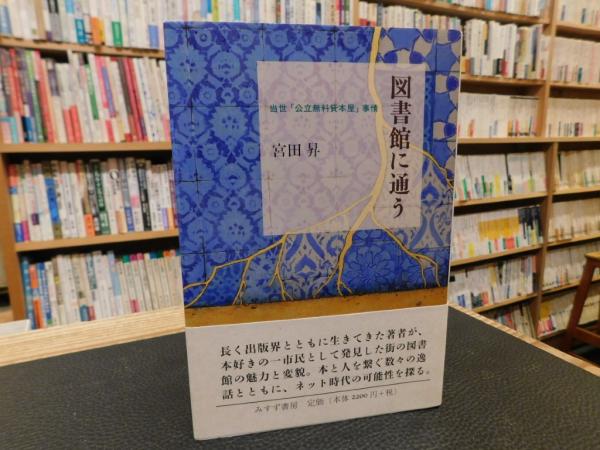 図書館に通う
当世「公立無料貸本屋」事情
宮田 昇
長く出版界とともに生きてきた著者が、
本好きの一市民として発見した街の図書
館の魅力と変貌。本と人を繋ぐ数々の逸
話とともに、ネット時代の可能性を探る。
みすず書房 定価（本体 2200 円＋税）